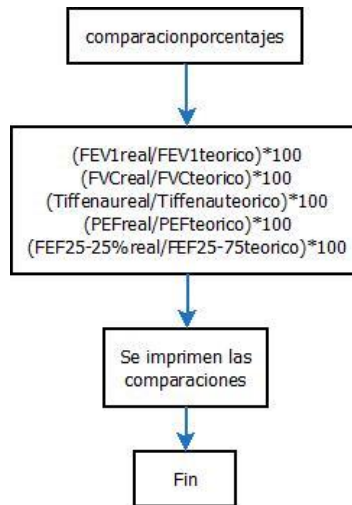 comparacionporcentajes
(FEV1real/FEV1teorico)*100
(FVCreal/FVCteorico)*100
(Tiffenaureal/Tiffenauteorico)*100
(PEFreal/PEFteorico)*100
(FEF25-25%real/FEF25-75teorico)*100
Se imprimen las
comparaciones
Fin